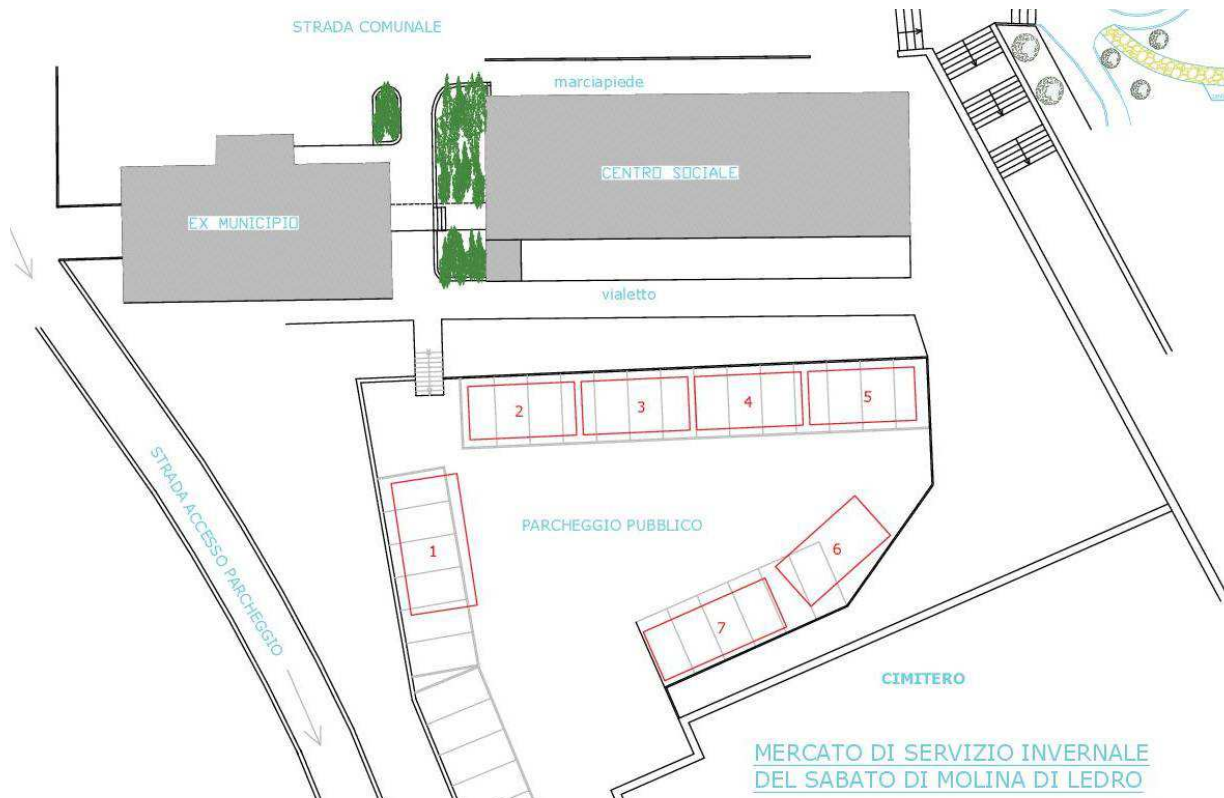 STRADA COMUNALE
marciapiede
CENTRO SOCIALE
EX MUNICIPIO
vialetto
2
3
4
5
STRADA ACCESSO PARCHEGGIO
PARCHEGGIO PUBBLICO
1
6
7
CIMITERO
MERCATO DI SERVIZIO INVERNALE
DEL SABATO DI MOLINA DI LEDRO